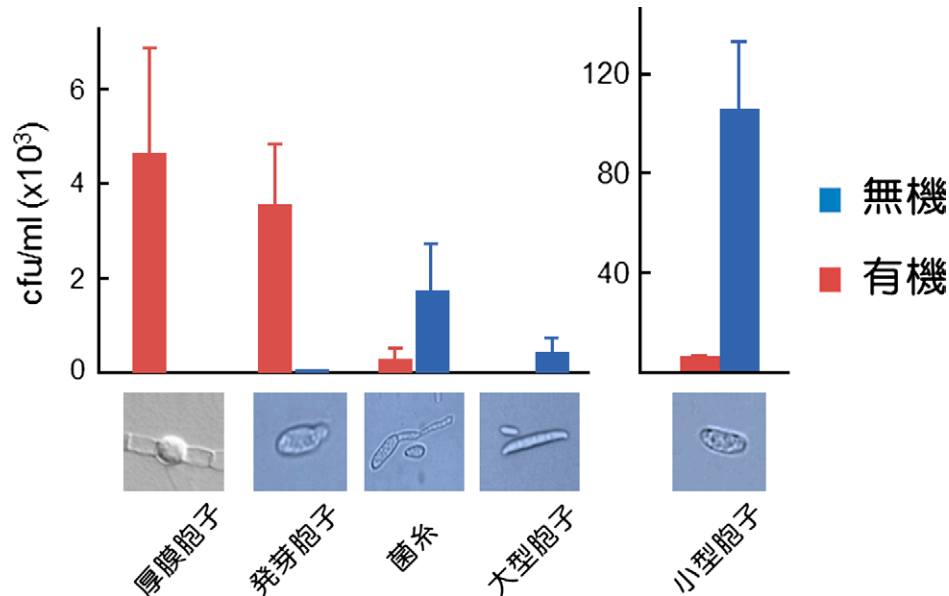 cfu/ml (x10³)
6
4
2
0
120
80
40
無機
有機
厚膜胞子
発芽胞子
菌糸
大型胞子
小型胞子